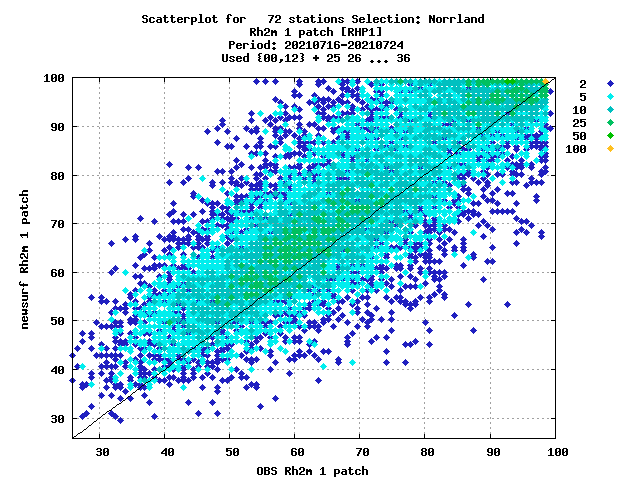 Scatterplot for   72 stations Selection: Norrland
Rh2m 1 patch [RHP1]
Period: 20210716-20210724
Used {00,12} + 25 26 ... 36
100
90
80
70
60
50
40
30
newsurf Rh2m 1 patch
2
5
10
25
50
100
30 40 50 60 70 80 90 100
OBS Rh2m 1 patch